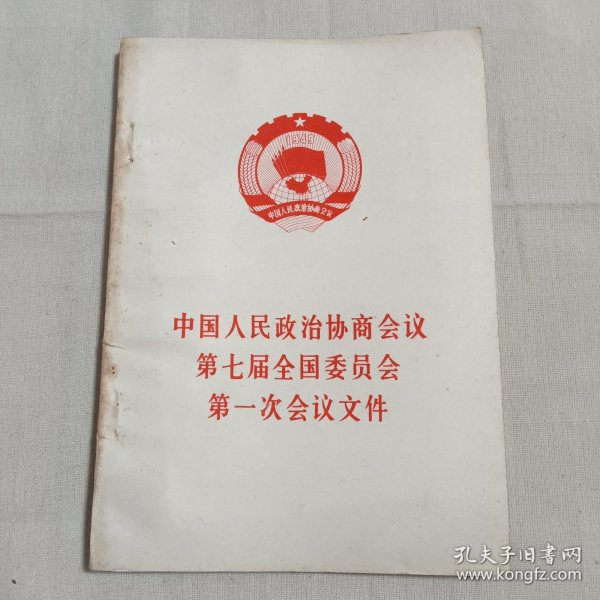 1949
中国人民政治协商会议
中国人民政治协商会议
第七届全国委员会
第一次会议文件
孔夫子旧书网
www.kongfz.com